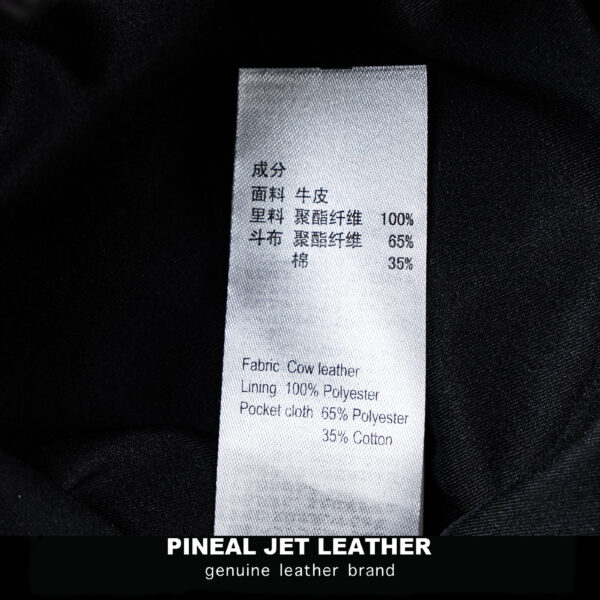 成分
面料 牛皮
里料 聚酯纤维 100%
斗布 聚酯纤维 65%
棉 35%
Fabric Cow leather
Lining 100% Polyester
Pocket cloth 65% Polyester
35% Cotton
PINEAL JET LEATHER
genuine leather brand